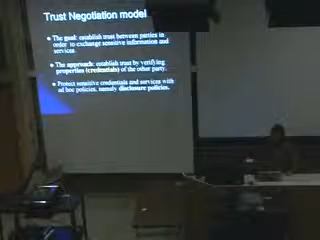 Trust Negotiation model
The goal: establish trust between parties in
order to exchange sensitive information and
services
The approach: establish trust by verifying
properties (credentials) of the other party.
Protect sensitive credentials and services with
ad hoc policies, namely disclosure policies.